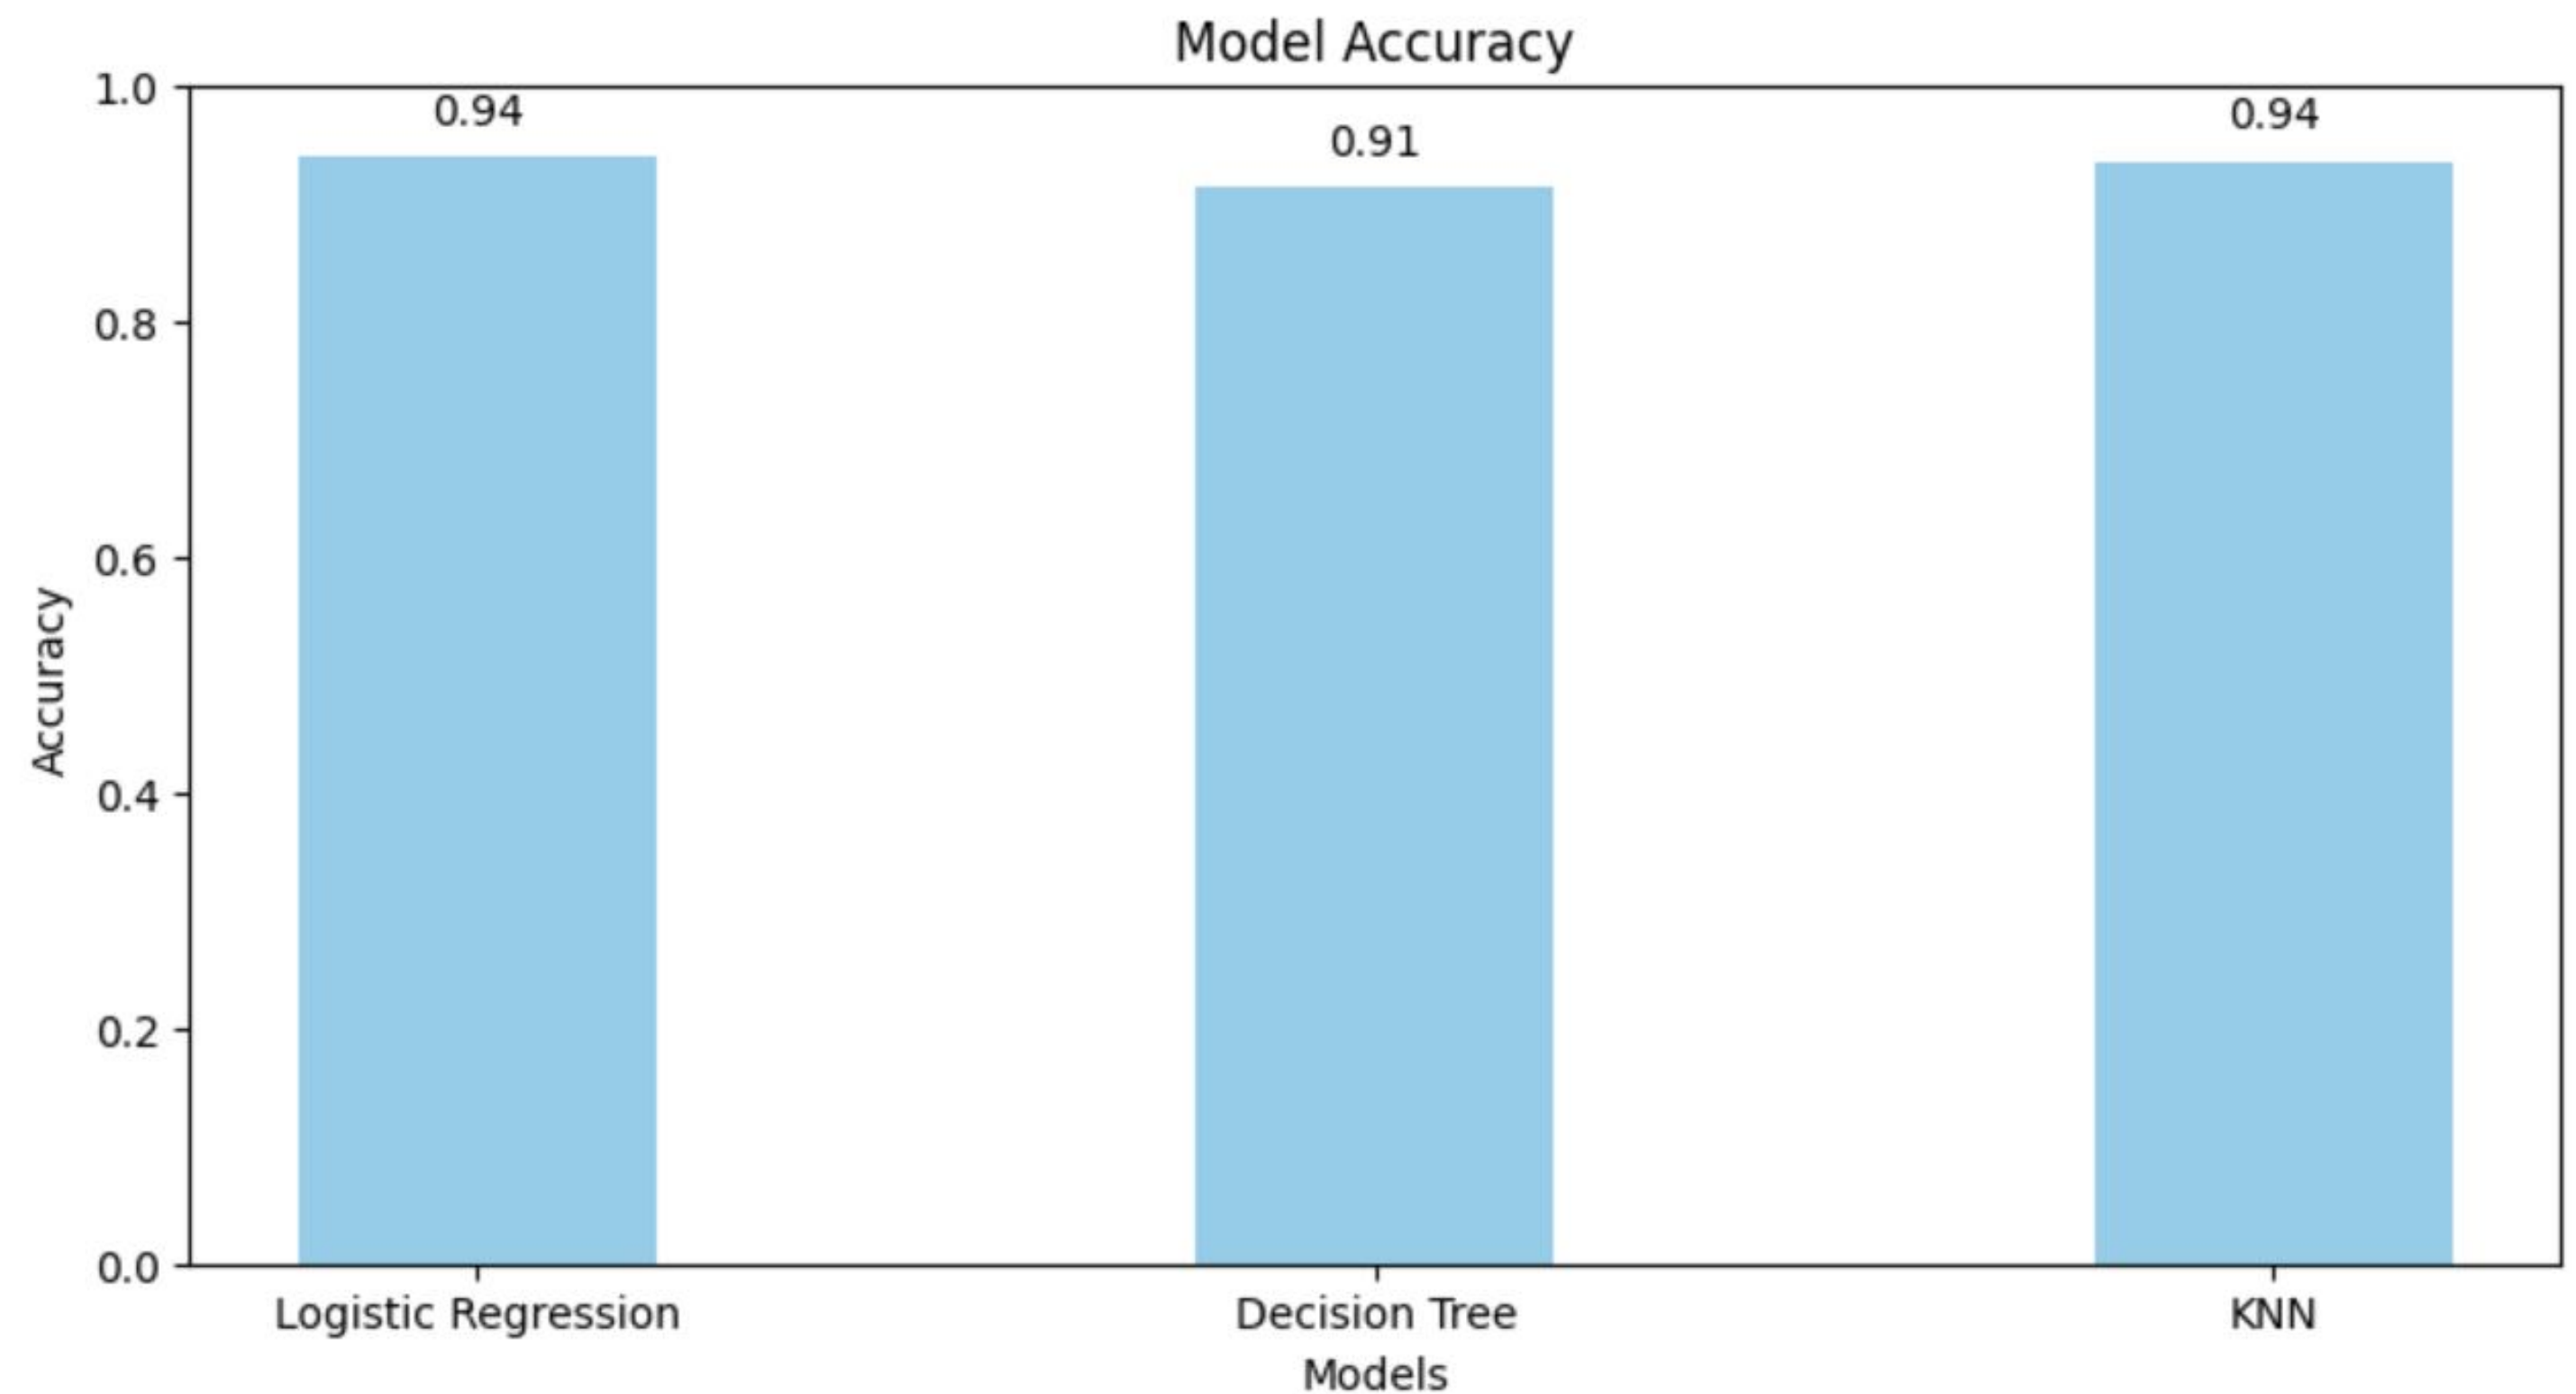 Model Accuracy
1.0
0.94
0.91
0.94
0.8
0.6
0.4
0.2
0.0
Accuracy
Logistic Regression
Decision Tree
KNN
Models